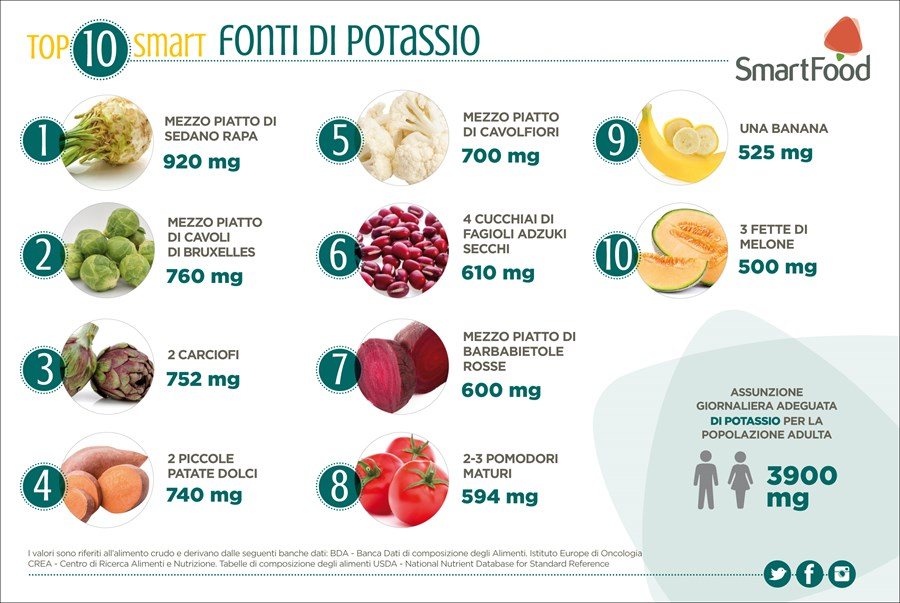 TOP 10 smart FONTI DI POTASSIO
SmartFood
1
MEZZO PIATTO DI
SEDANO RAPA
920 mg
2
MEZZO PIATTO
DI CAVOLI
DI BRUXELLES
760 mg
3
2 CARCIOFI
752 mg
4
2 PICCOLE
PATATE DOLCI
740 mg
5
MEZZO PIATTO
DI CAVOLFIORI
700 mg
6
4 CUCCHIAI DI
FAGIOLI ADZUKI
SECCHI
610 mg
7
MEZZO PIATTO DI
BARBABIETOLE
ROSSE
600 mg
8
2-3 POMODORI
MATURI
594 mg
9
UNA BANANA
525 mg
10
3 FETTE DI
MELONE
500 mg
ASSUNZIONE
GIORNALIERA ADEGUATA
DI POTASSIO PER LA
POPOLAZIONE ADULTA
3900
mg
I valori sono riferiti all'alimento crudo e derivano dalle seguenti banche dati: BDA - Banca Dati di composizione degli Alimenti. Istituto Europe di Oncologia
CREA - Centro di Ricerca Alimenti e Nutrizione. Tabelle di composizione degli alimenti USDA - National Nutrient Database for Standard Reference